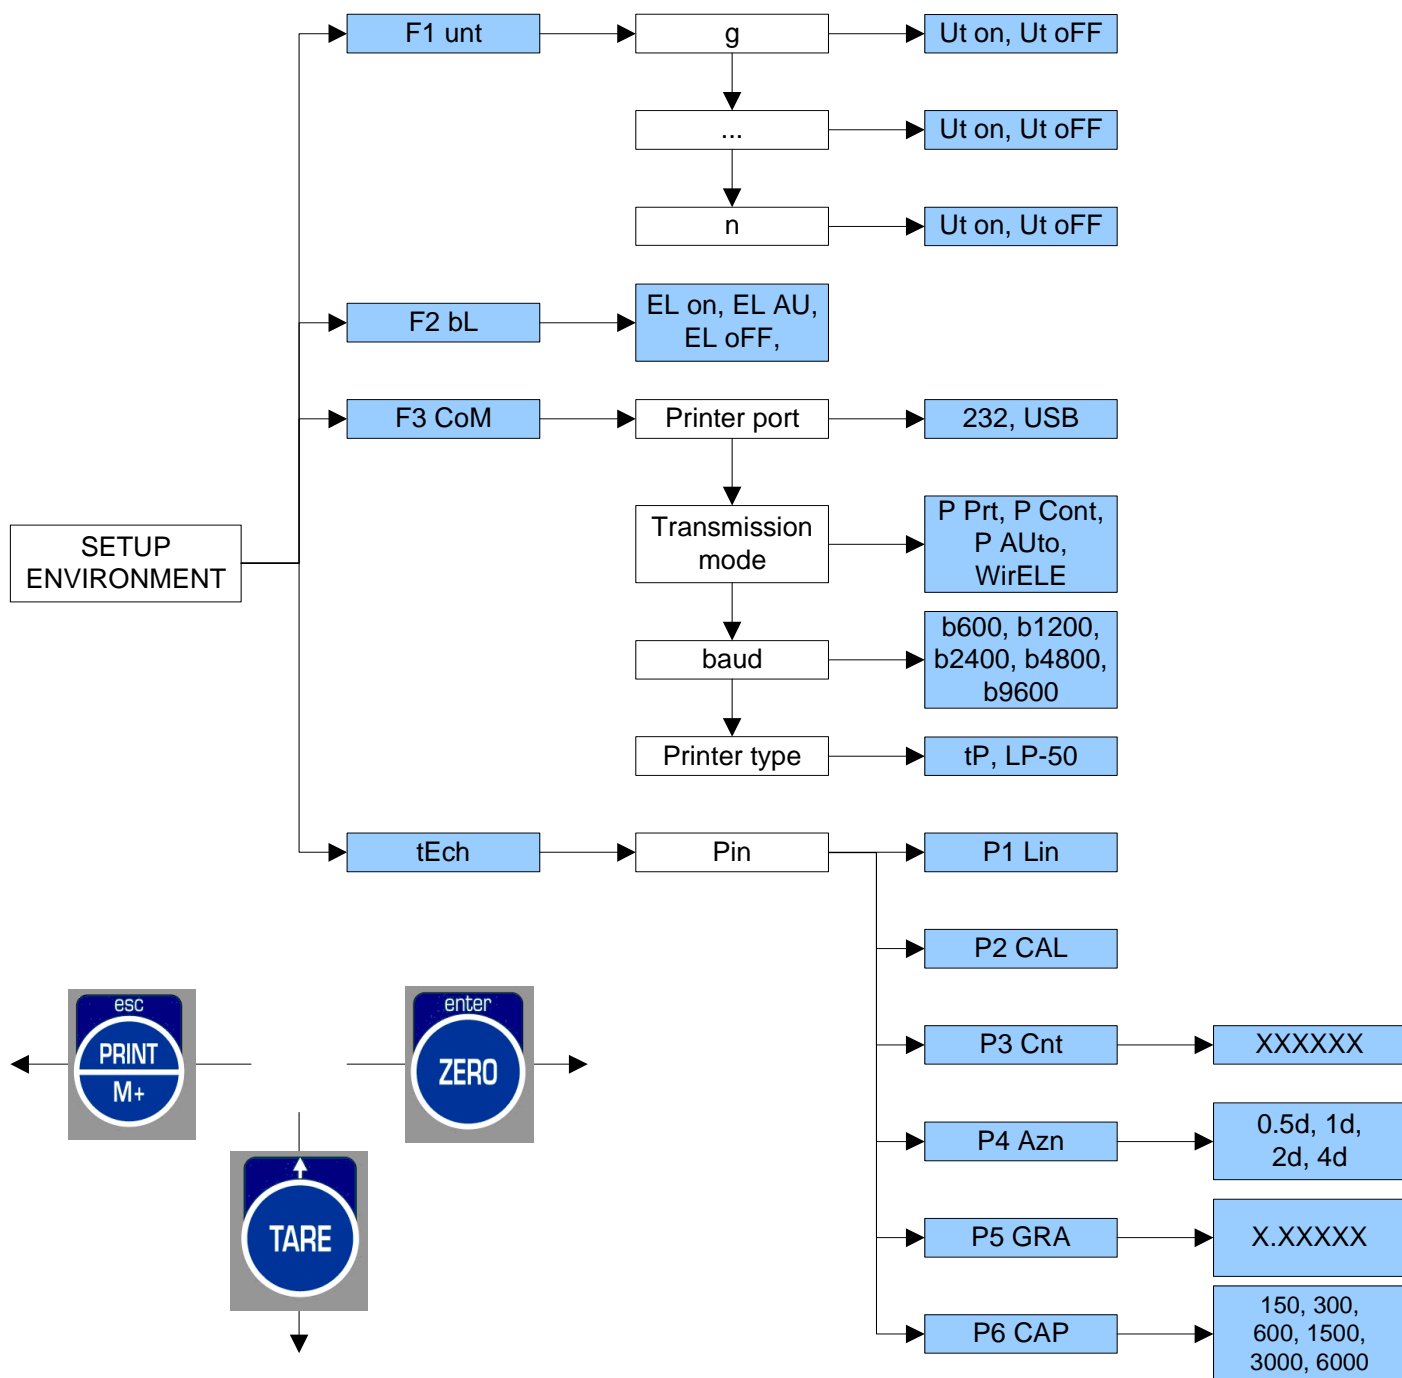 F1 unt
g
Ut on, Ut oFF
...
Ut on, Ut oFF
n
Ut on, Ut oFF
F2 bL
EL on, EL AU,
EL oFF,
F3 CoM
Printer port
232, USB
SETUP
ENVIRONMENT
Transmission
mode
P Prt, P Cont,
P AUto,
WirELE
baud
b600, b1200,
b2400, b4800,
b9600
Printer type
tP, LP-50
tEch
Pin
P1 Lin
P2 CAL
P3 Cnt
XXXXXX
P4 Azn
0.5d, 1d,
2d, 4d
P5 GRA
X.XXXXX
P6 CAP
150, 300,
600, 1500,
3000, 6000
esc
PRINT
M+
enter
ZERO
TARE